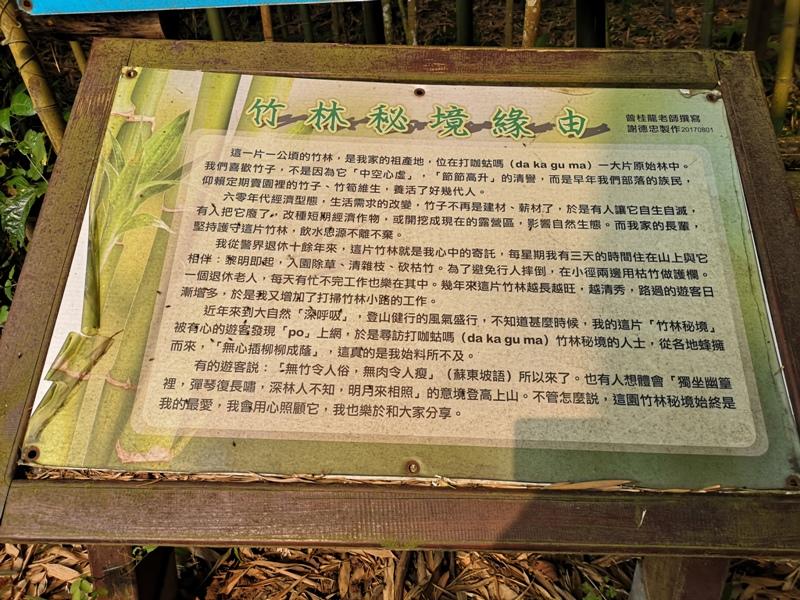 竹林秘境緣由
曾桂龍老師撰寫
謝德忠製作20170801
這一片一公頃的竹林，是我家的祖產地，位在打咖蛄嗎（da ka gu ma）一大片原始林中。
我們喜歡竹子，不是因為它「中空心虛」，「節節高升」的清譽，而是早年我們部落的族民，
仰賴定期賣園裡的竹子、竹筍維生，養活了好幾代人。
六零年代經濟型態，生活需求的改變，竹子不再是建材、薪材了，於是有人讓它自生自滅，
有人把它廢了，改種短期經濟作物，或開挖成現在的露營區，影響自然生態。而我家的長輩，
堅持護守這片竹林，飲水思源不離不棄。
我從警界退休十餘年來，這片竹林就是我心中的寄託，每星期我有三天的時間住在山上與它
相伴：黎明即起，入園除草、清雜枝、砍枯竹。為了避免行人摔倒，在小徑兩邊用枯竹做護欄。
一個退休老人，每天有忙不完工作也樂在其中。幾年來這片竹林越長越旺，越清秀，路過的遊客日
漸增多，於是我又增加了打掃竹林小路的工作。
近年來到大自然「深呼吸」，登山健行的風氣盛行，不知道甚麼時候，我的這片「竹林秘境」
被有心的遊客發現「po」上網，於是尋訪打咖蛄嗎（da ka gu ma）竹林秘境的人士，從各地蜂擁
而來，「無心插柳柳成蔭」，這真的是我始料所不及。
有的遊客説：「無竹令人俗，無肉令人瘦」（蘇東坡語）所以來了。也有人想體會「獨坐幽篁
裡，彈琴復長嘯，深林人不知，明月來相照」的意境登高上山。不管怎麼説，這園竹林秘境始終是
我的最愛，我會用心照顧它，我也樂於和大家分享。